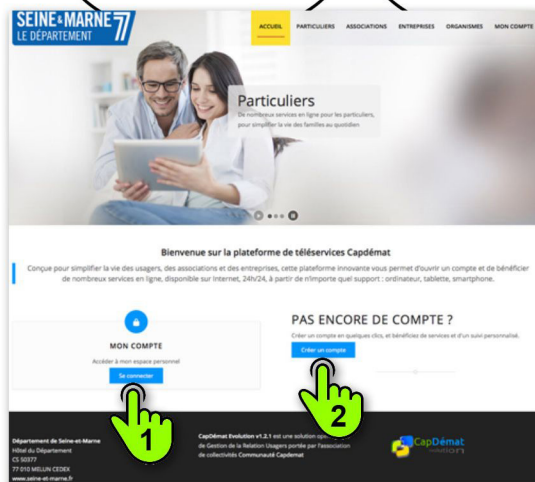 SEINE&MARNE 77
LE DÉPARTEMENT
ACCUEIL PARTICULIERS ASSOCIATIONS ENTREPRISES ORGANISMES MON COMPTE
Particuliers
De nombreux services en ligne pour les particuliers,
pour simplifier la vie des familles au quotidien
Bienvenue sur la plateforme de téléservices Capdémat
Conçue pour simplifier la vie des usagers, des associations et des entreprises, cette plateforme innovante vous permet d'ouvrir un compte et de bénéficier
de nombreux services en ligne, disponible sur Internet, 24h/24, à partir de n'importe quel support : ordinateur, tablette, smartphone.
MON COMPTE
Accéder à mon espace personnel
Se connecter
PAS ENCORE DE COMPTE ?
Créer un compte en quelques clics, et bénéficiez de services et d'un suivi personnalisé.
Créer un compte
1
2
Département de Seine-et-Marne
Hôtel du Département
CS 50377
77 010 MELUN CEDEX
www.seine-et-marne.fr
CapDémat Evolution v1.2.1 est une solution
de Gestion de la Relation Usagers portée par l'association
de collectivités Communauté Capdemat
CapDémat